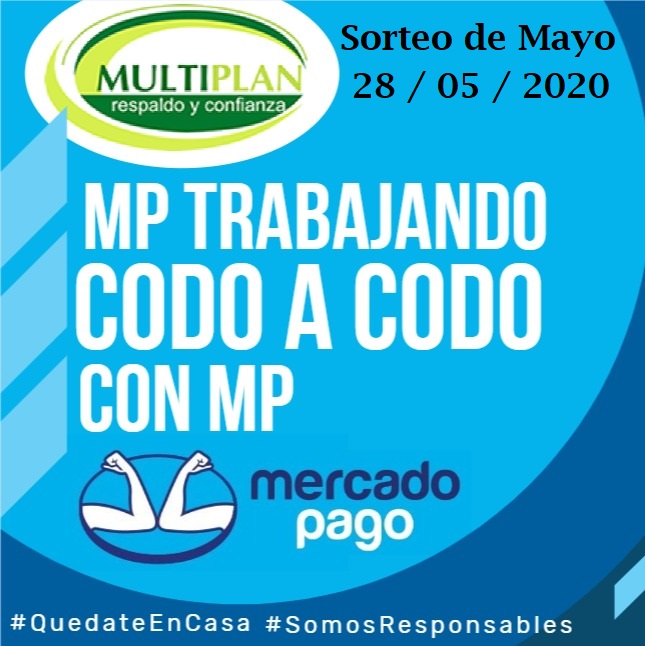 MULTIPLAN
respaldo y confianza
Sorteo de Mayo
28 / 05 / 2020
MP TRABAJANDO
CODO A CODO
CON MP
mercado
pago
#QuedateEnCasa #SomosResponsables